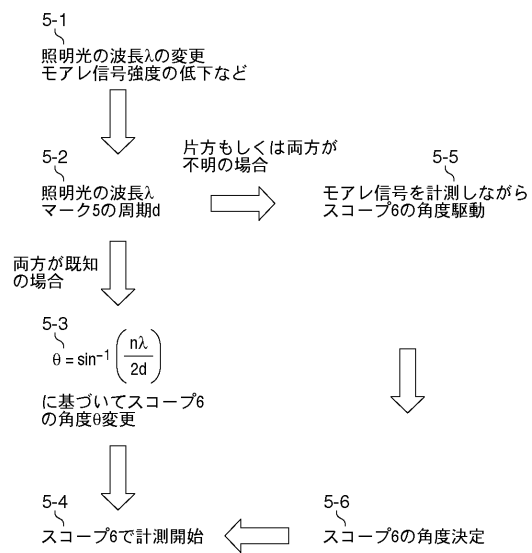 5-1
照明光の波長λの変更
モアレ信号強度の低下など
5-2
照明光の波長λ
マーク5の周期d
片方もしくは両方が
不明の場合
5-5
モアレ信号を計測しながら
スコープ6の角度駆動
両方が既知
の場合
5-3
θ = sin⁻¹ (nλ/2d)
に基づいてスコープ6
の角度θ変更
5-4
スコープ6で計測開始
5-6
スコープ6の角度決定